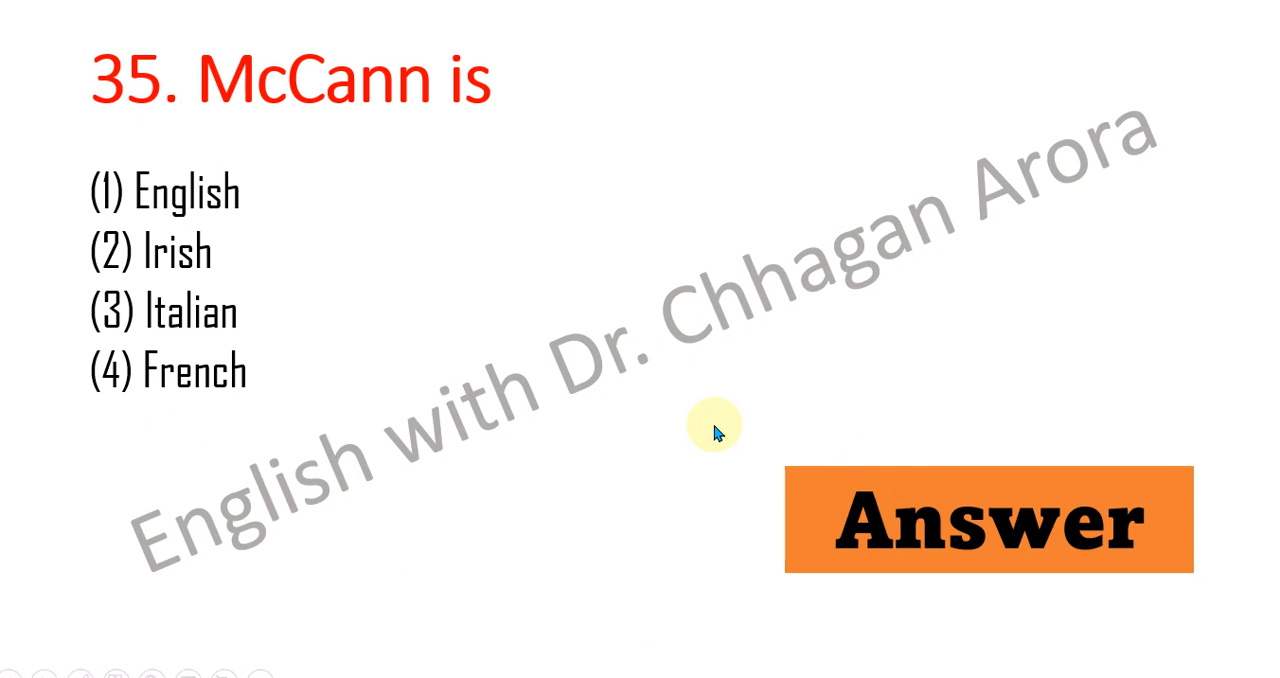 35. McCann is
(1) English
(2) Irish
(3) Italian
(4) French
English with Dr. Chhagan Arora
Answer